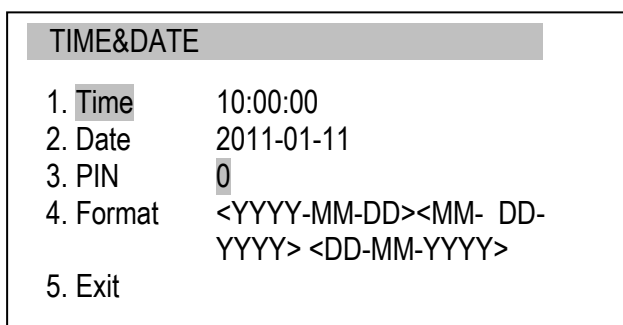 TIME&DATE
1. Time 10:00:00
2. Date 2011-01-11
3. PIN 0
4. Format <YYYY-MM-DD><MM- DD-
YYYY> <DD-MM-YYYY>
5. Exit